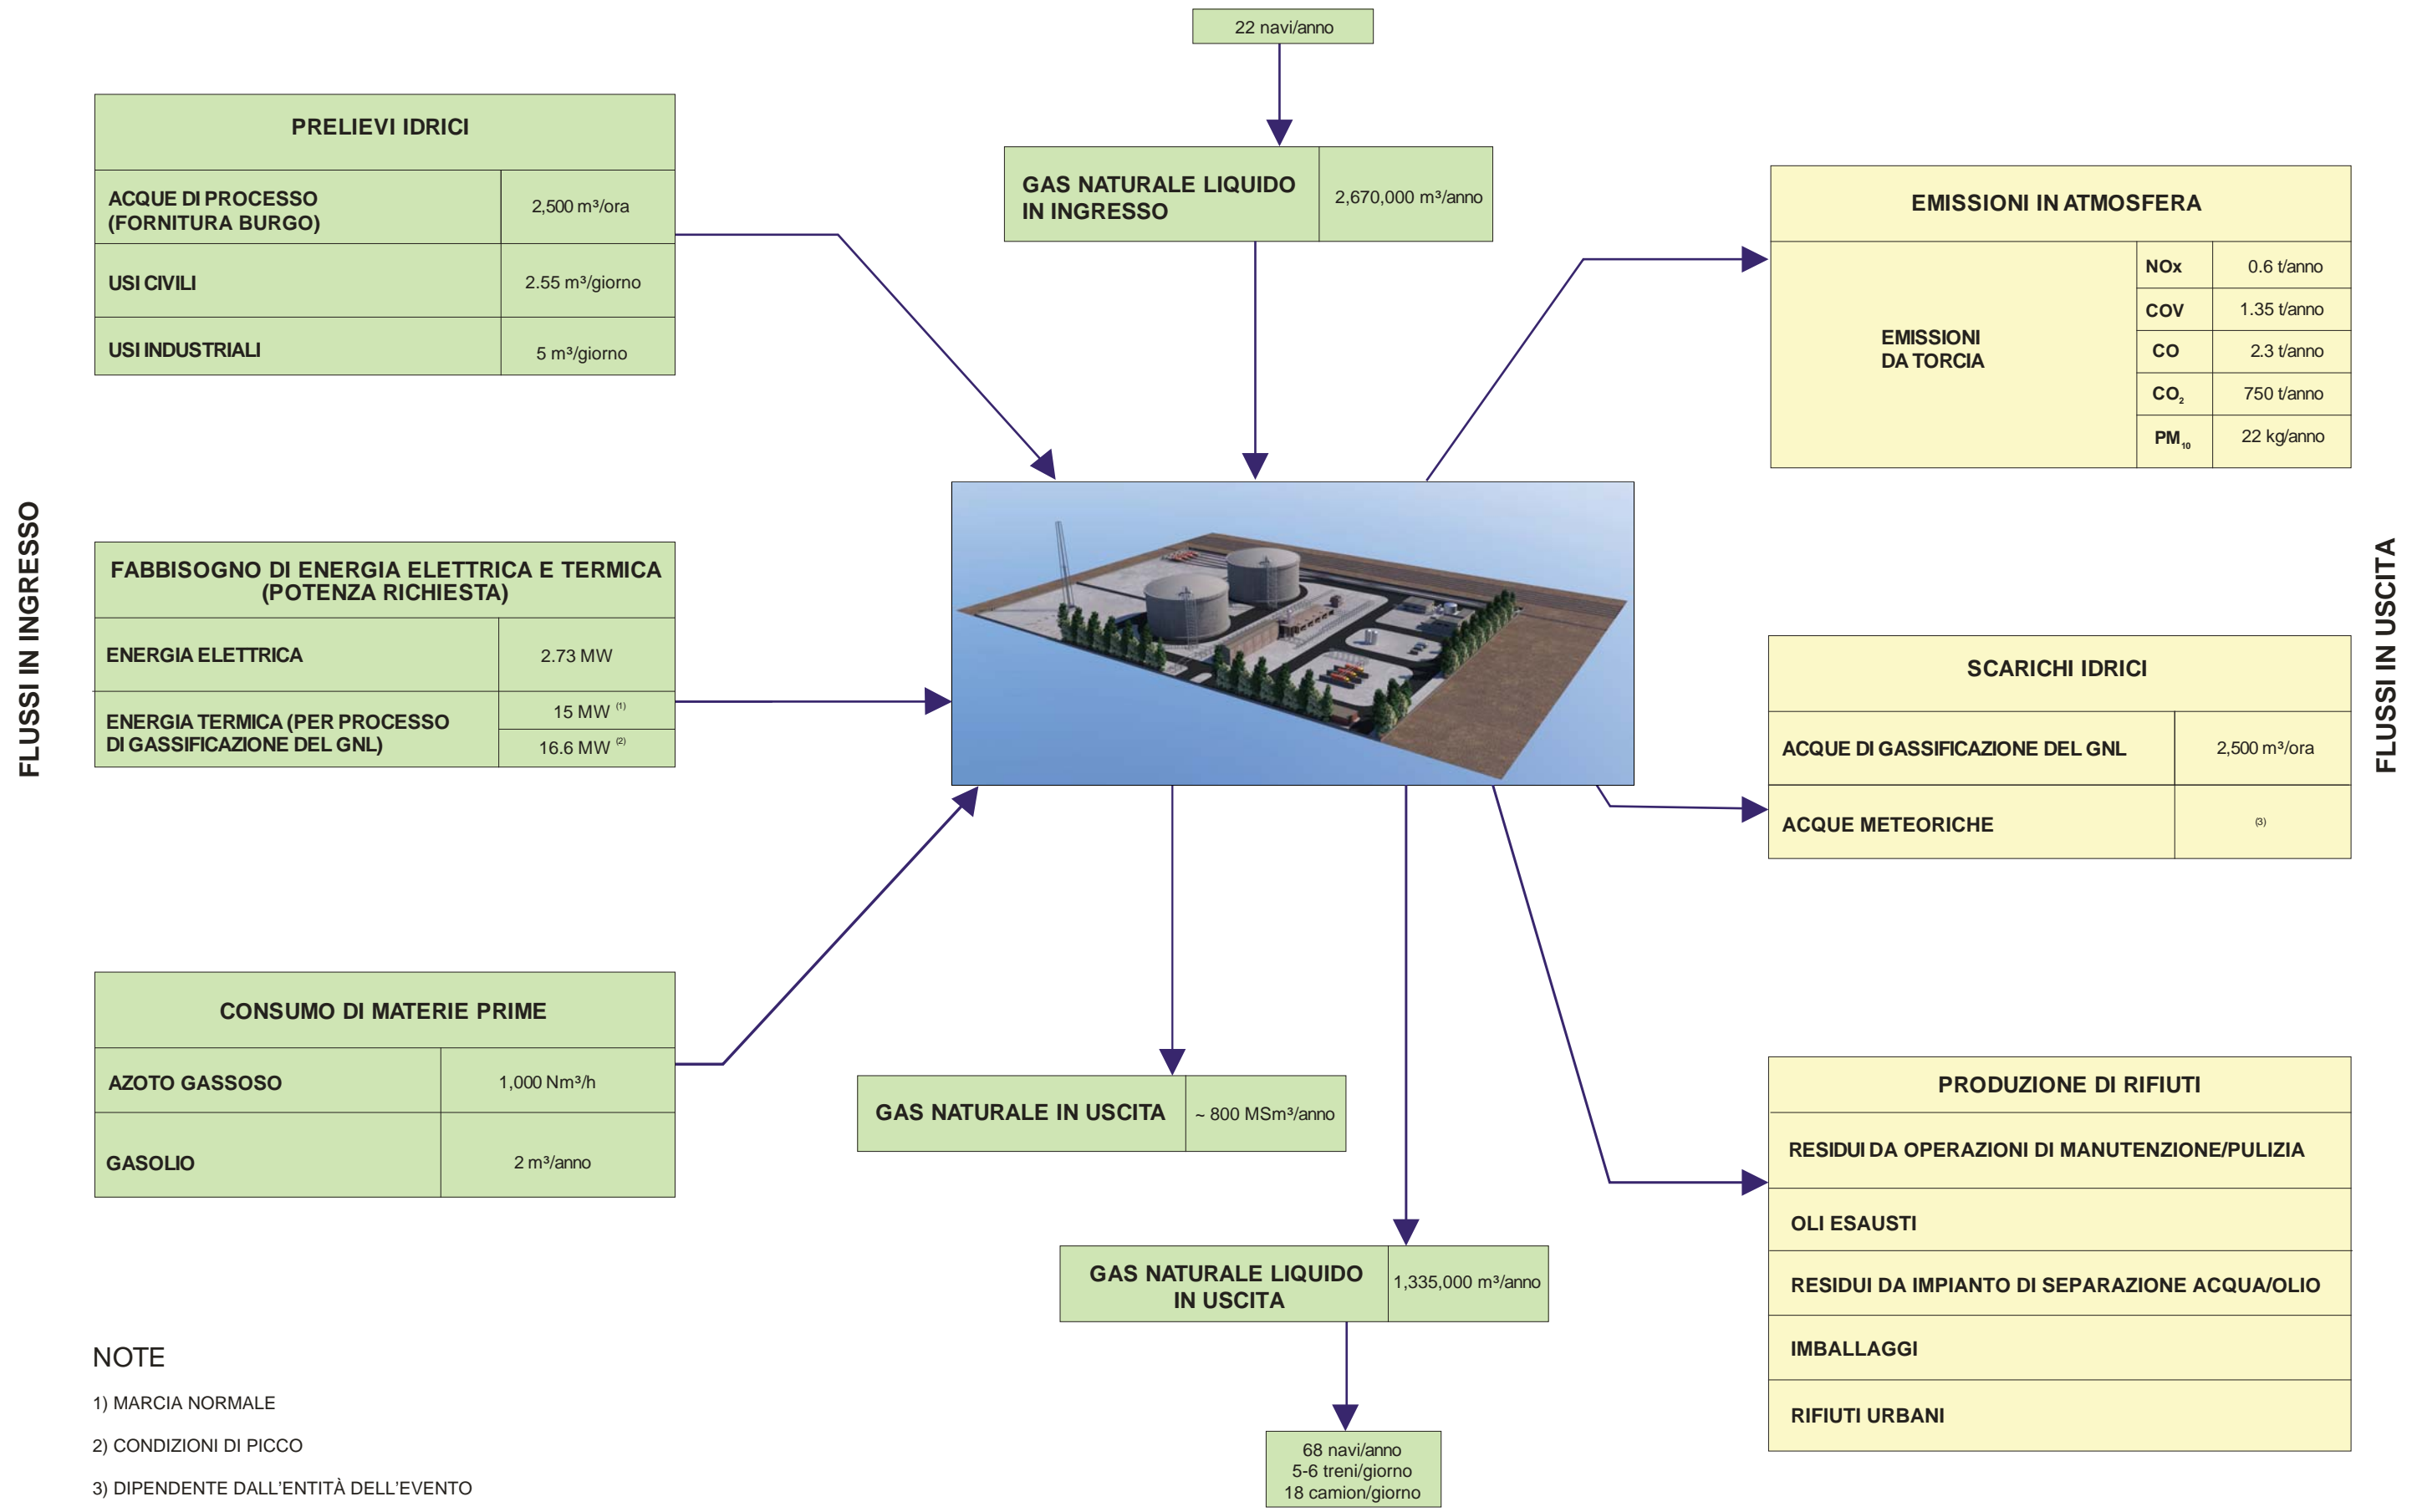 22 navi/anno
PRELIEVI IDRICI
ACQUE DI PROCESSO
(FORNITURA BURGO)
2,500 m³/ora
USI CIVILI
2.55 m³/giorno
USI INDUSTRIALI
5 m³/giorno
GAS NATURALE LIQUIDO
IN INGRESSO
2,670,000 m³/anno
EMISSIONI IN ATMOSFERA
EMISSIONI
DA TORCIA
NOx 0.6 t/anno
COV 1.35 t/anno
CO 2.3 t/anno
CO₂ 750 t/anno
PM₁₀ 22 kg/anno
FLUSSI IN INGRESSO
FABBISOGNO DI ENERGIA ELETTRICA E TERMICA
(POTENZA RICHIESTA)
ENERGIA ELETTRICA
2.73 MW
ENERGIA TERMICA (PER PROCESSO
DI GASSIFICAZIONE DEL GNL)
15 MW (1)
16.6 MW (2)
FLUSSI IN USCITA
SCARICHI IDRICI
ACQUE DI GASSIFICAZIONE DEL GNL
2,500 m³/ora
ACQUE METEORICHE
(3)
CONSUMO DI MATERIE PRIME
AZOTO GASSOSO
1,000 Nm³/h
GASOLIO
2 m³/anno
GAS NATURALE IN USCITA
~ 800 MSm³/anno
GAS NATURALE LIQUIDO
IN USCITA
1,335,000 m³/anno
68 navi/anno
5-6 treni/giorno
18 camion/giorno
PRODUZIONE DI RIFIUTI
RESIDUI DA OPERAZIONI DI MANUTENZIONE/PULIZIA
OLI ESAUSTI
RESIDUI DA IMPIANTO DI SEPARAZIONE ACQUA/OLIO
IMBALLAGGI
RIFIUTI URBANI
NOTE
1) MARCIA NORMALE
2) CONDIZIONI DI PICCO
3) DIPENDENTE DALL'ENTITÀ DELL'EVENTO